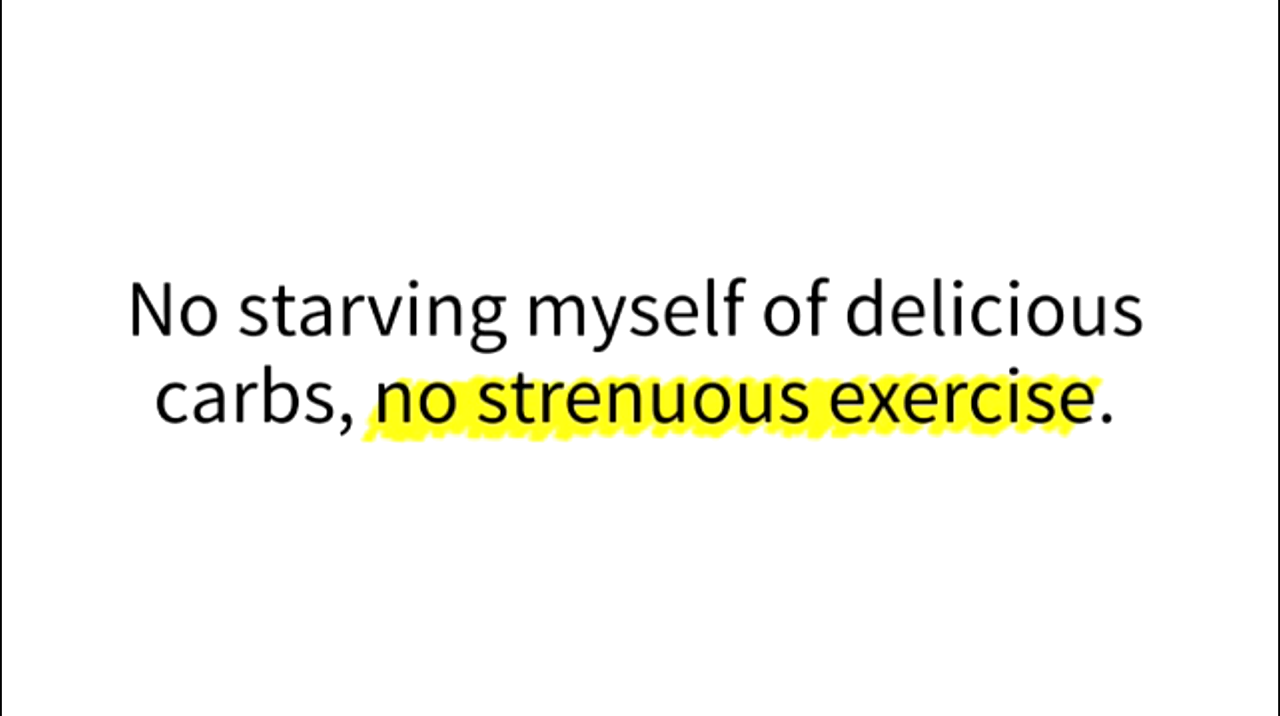 No starving myself of delicious
carbs, no strenuous exercise.